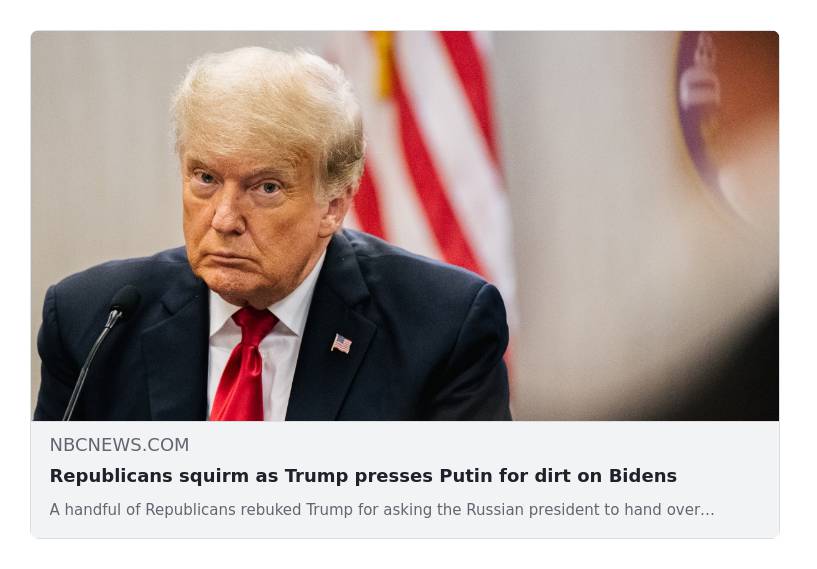 NBCNEWS.COM
Republicans squirm as Trump presses Putin for dirt on Bidens
A handful of Republicans rebuked Trump for asking the Russian president to hand over…